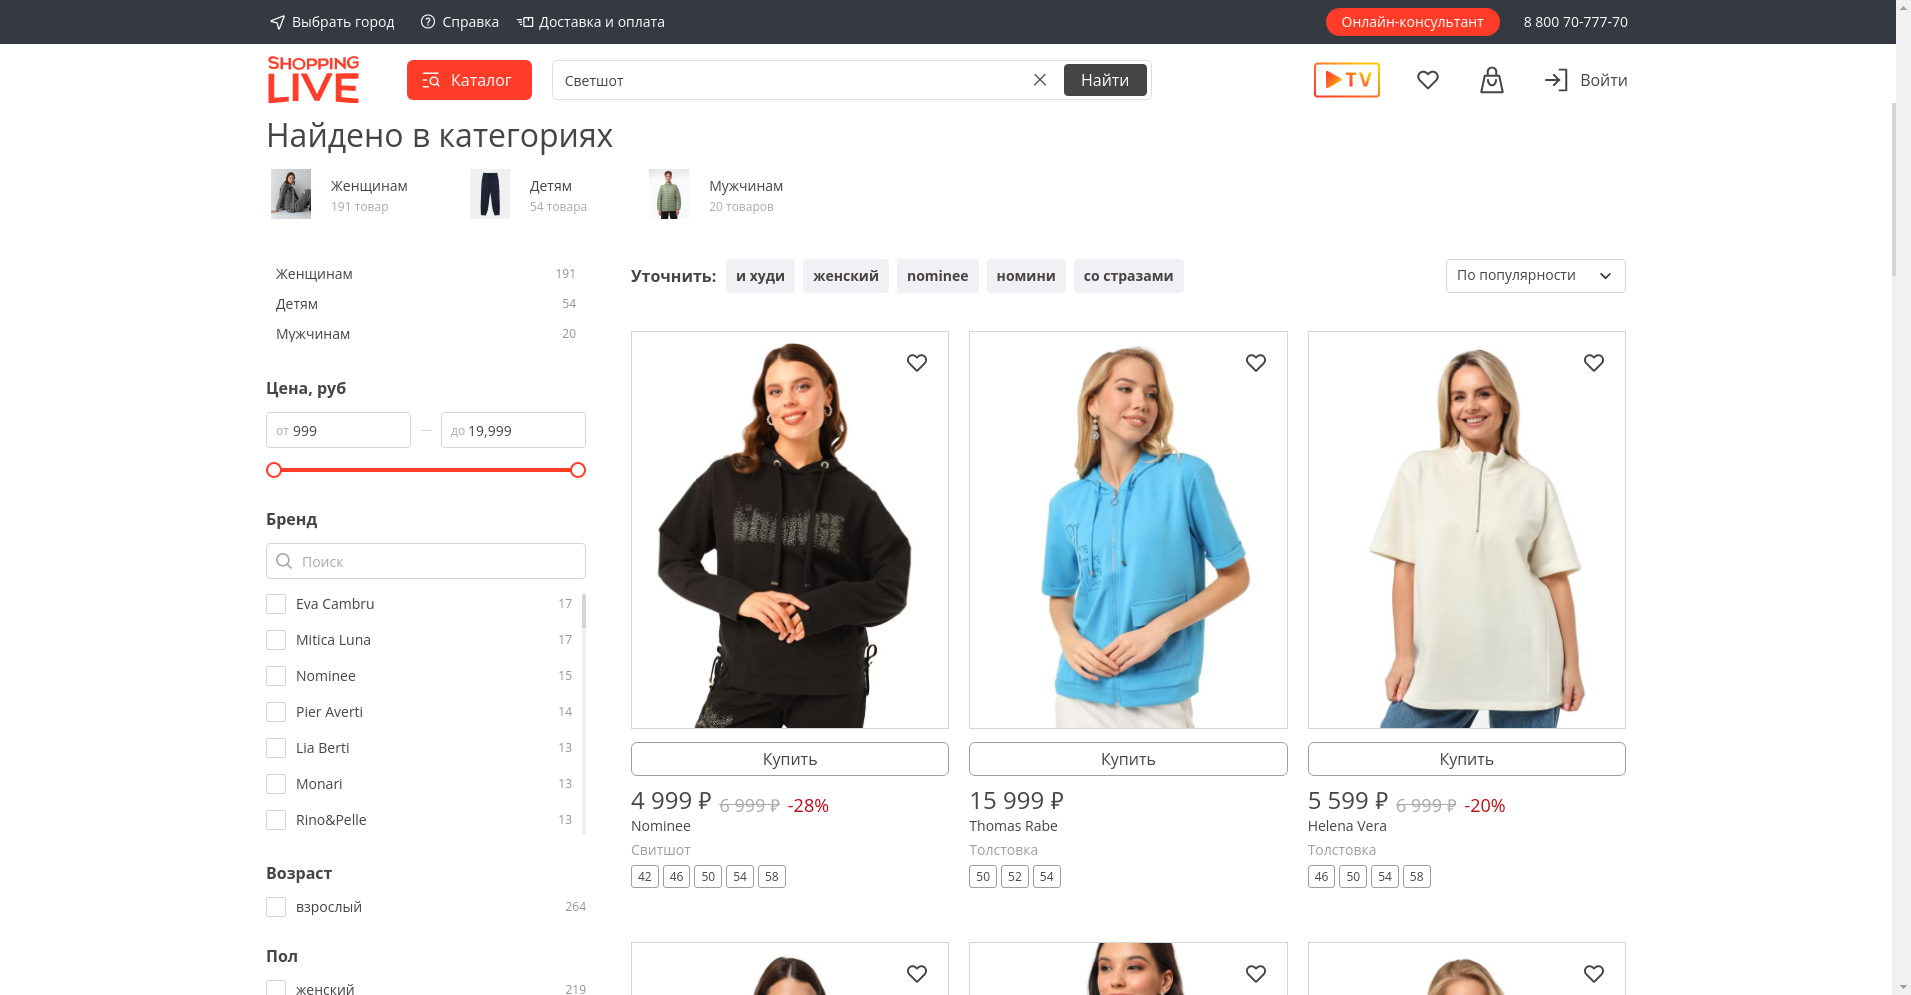 Выбрать город Справка Доставка и оплата Онлайн-консультант 8 800 70-777-70
SHOPPING
LIVE
Каталог Светшот Найти TV Войти
Найдено в категориях
Женщинам
191 товар
Детям
54 товара
Мужчинам
20 товаров
Женщинам 191
Детям 54
Мужчинам 20
Цена, руб
от 999 — до 19,999
Бренд
Поиск
Eva Cambru 17
Mitica Luna 17
Nominee 15
Pier Averti 14
Lia Berti 13
Monari 13
Rino&Pelle 13
Возраст
взрослый 264
Пол
женский 219
Уточнить: и худи женский nominee номини со стразами По популярности
Купить
4 999 ₽ 6 999 ₽ -28%
Nominee
Свитшот
42 46 50 54 58
Купить
15 999 ₽
Thomas Rabe
Толстовка
50 52 54
Купить
5 599 ₽ 6 999 ₽ -20%
Helena Vera
Толстовка
46 50 54 58